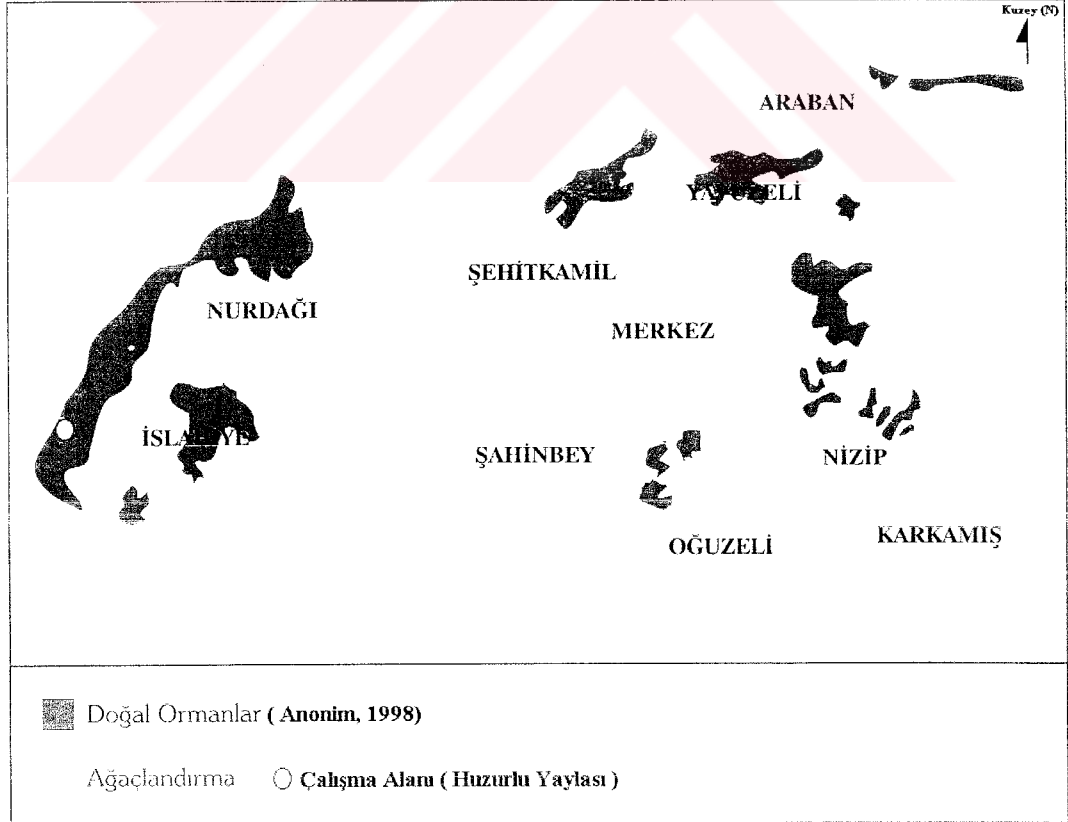 Kuzey (N)
ARABAN
YAVUZELİ
ŞEHİTKAMİL
NURDAĞI
MERKEZ
İSLAHİYE
ŞAHİNBEY
NİZİP
OĞUZELİ
KARKAMIŞ
Doğal Ormanlar ( Anonim, 1998)
Ağaçlandırma Çalışma Alanı ( Huzurlu Yaylası )